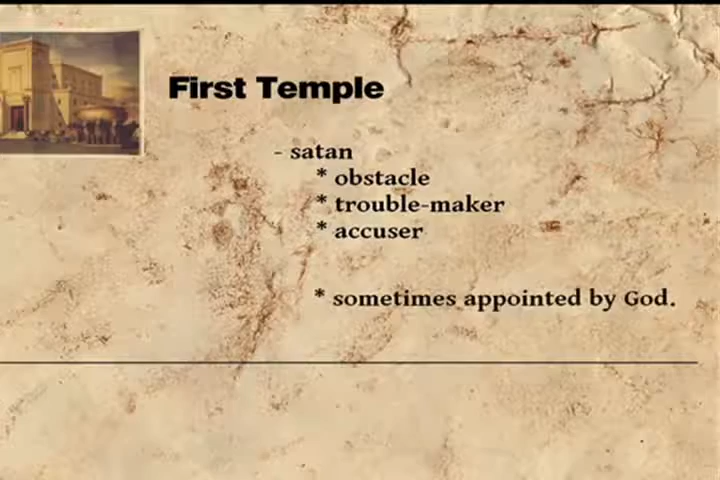 First Temple
- satan
* obstacle
* trouble-maker
* accuser
* sometimes appointed by God.